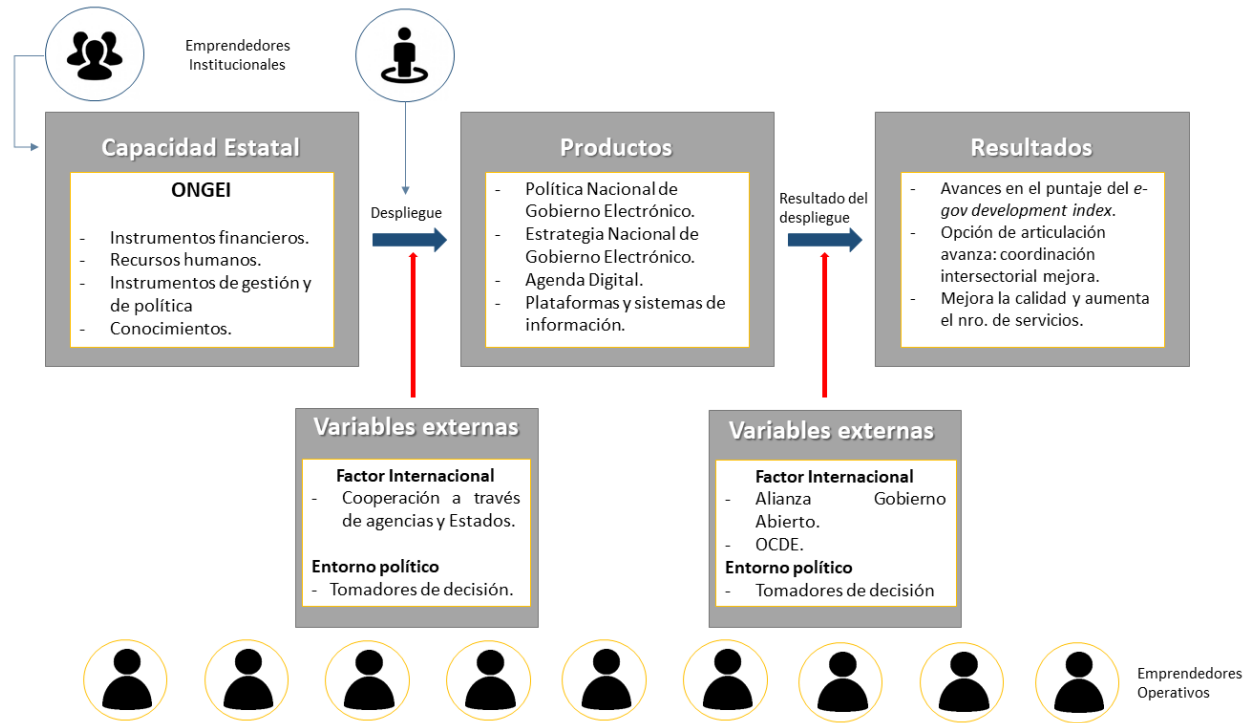 Emprendedores
Institucionales
Capacidad Estatal
ONGEI
- Instrumentos financieros.
- Recursos humanos.
- Instrumentos de gestión y
de política
- Conocimientos.
Despliegue
Productos
- Política Nacional de
Gobierno Electrónico.
- Estrategia Nacional de
Gobierno Electrónico.
- Agenda Digital.
- Plataformas y sistemas de
información.
Resultado del
despliegue
Resultados
- Avances en el puntaje del e-
gov development index.
- Opción de articulación
avanza: coordinación
intersectorial mejora.
- Mejora la calidad y aumenta
el nro. de servicios.
Variables externas
Factor Internacional
- Cooperación a través
de agencias y Estados.
Entorno político
- Tomadores de decisión.
Variables externas
Factor Internacional
- Alianza Gobierno
Abierto.
- OCDE.
Entorno político
- Tomadores de decisión
Emprendedores
Operativos